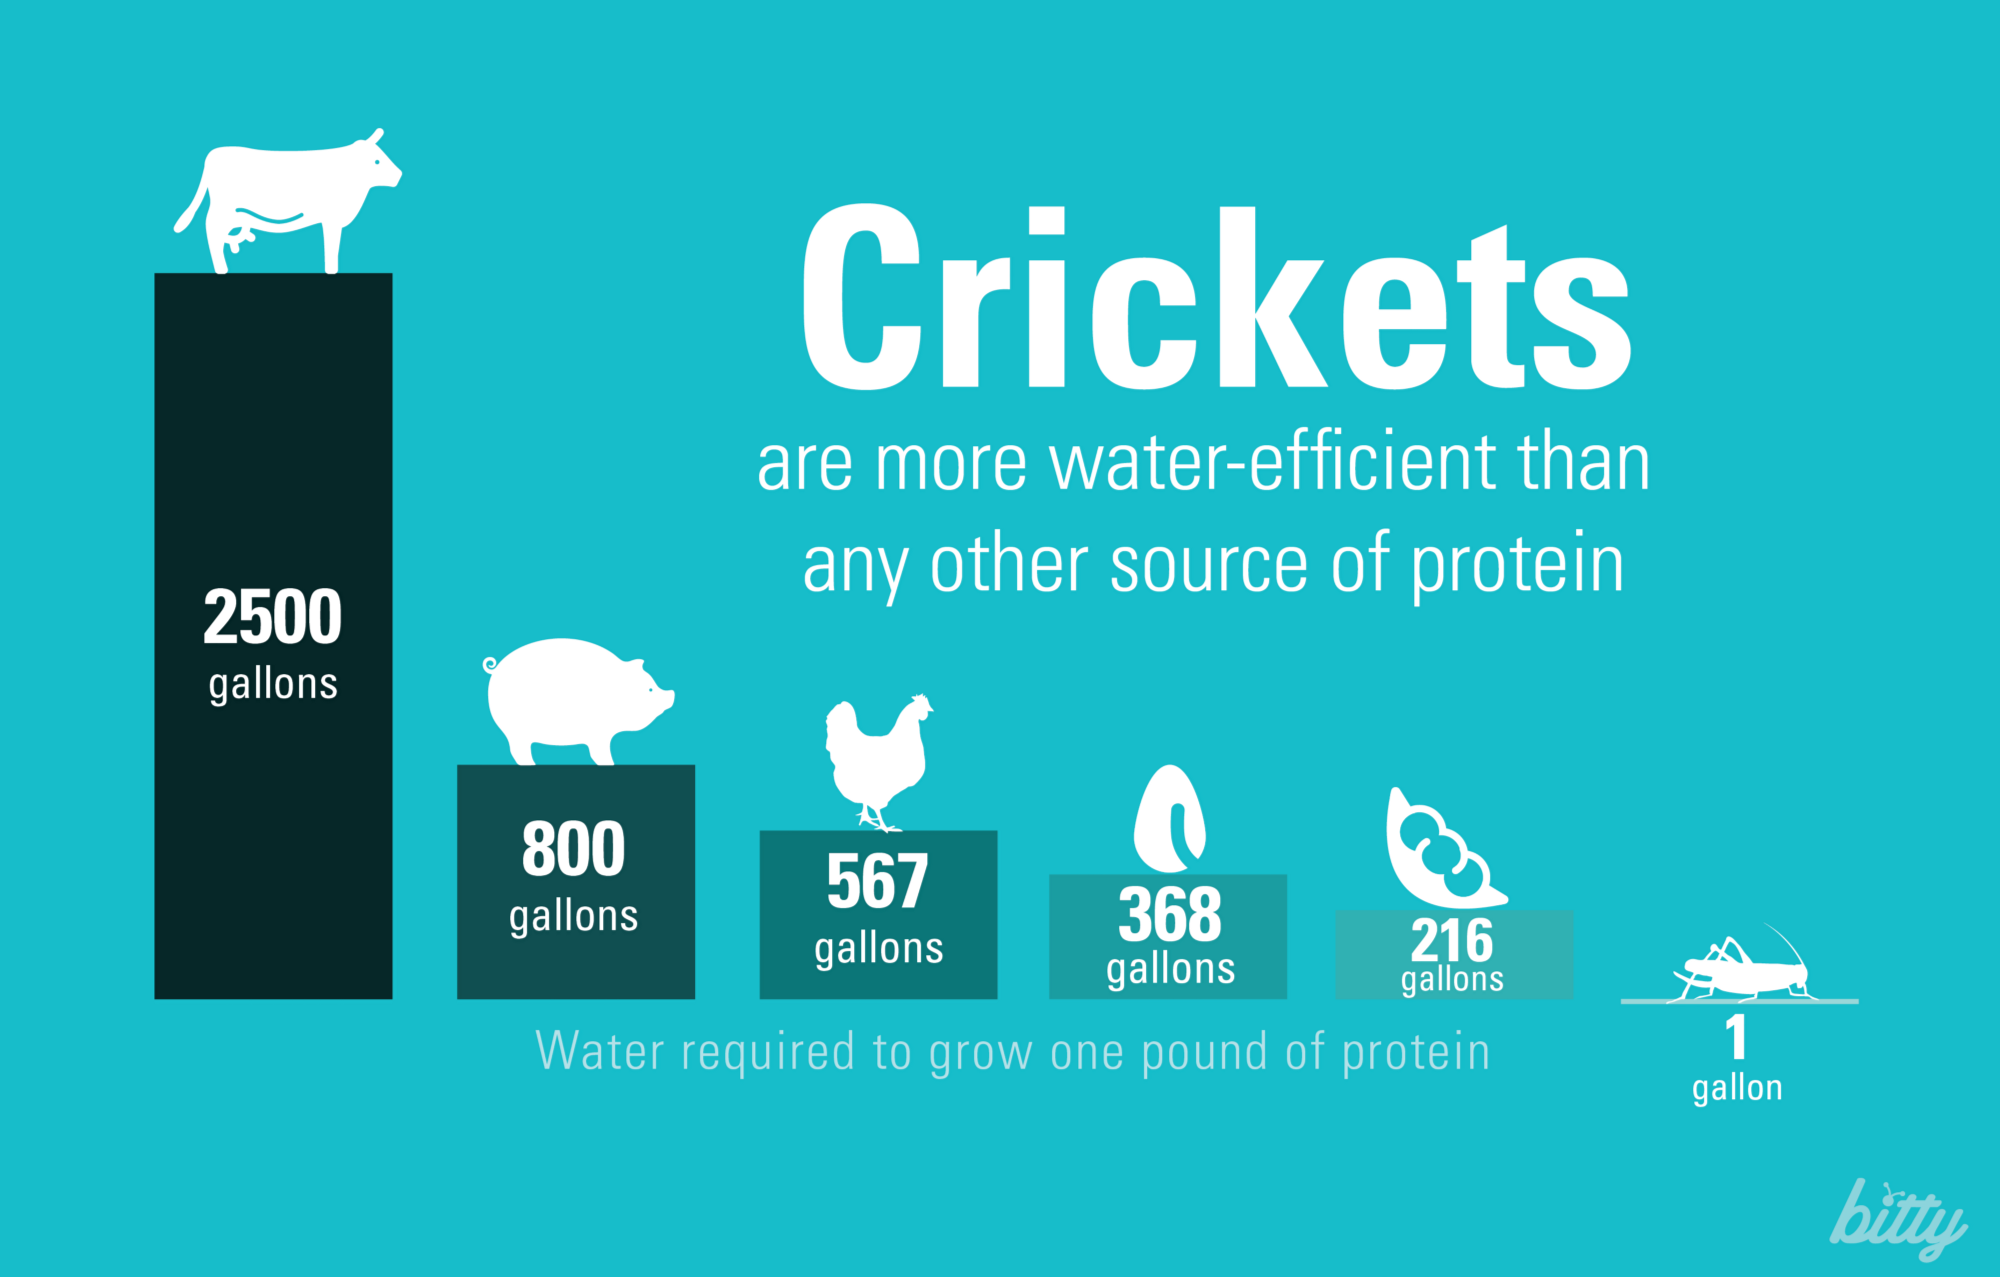 Crickets
are more water-efficient than
any other source of protein
2500
gallons
800
gallons
567
gallons
368
gallons
216
gallons
1
gallon
Water required to grow one pound of protein
bitty